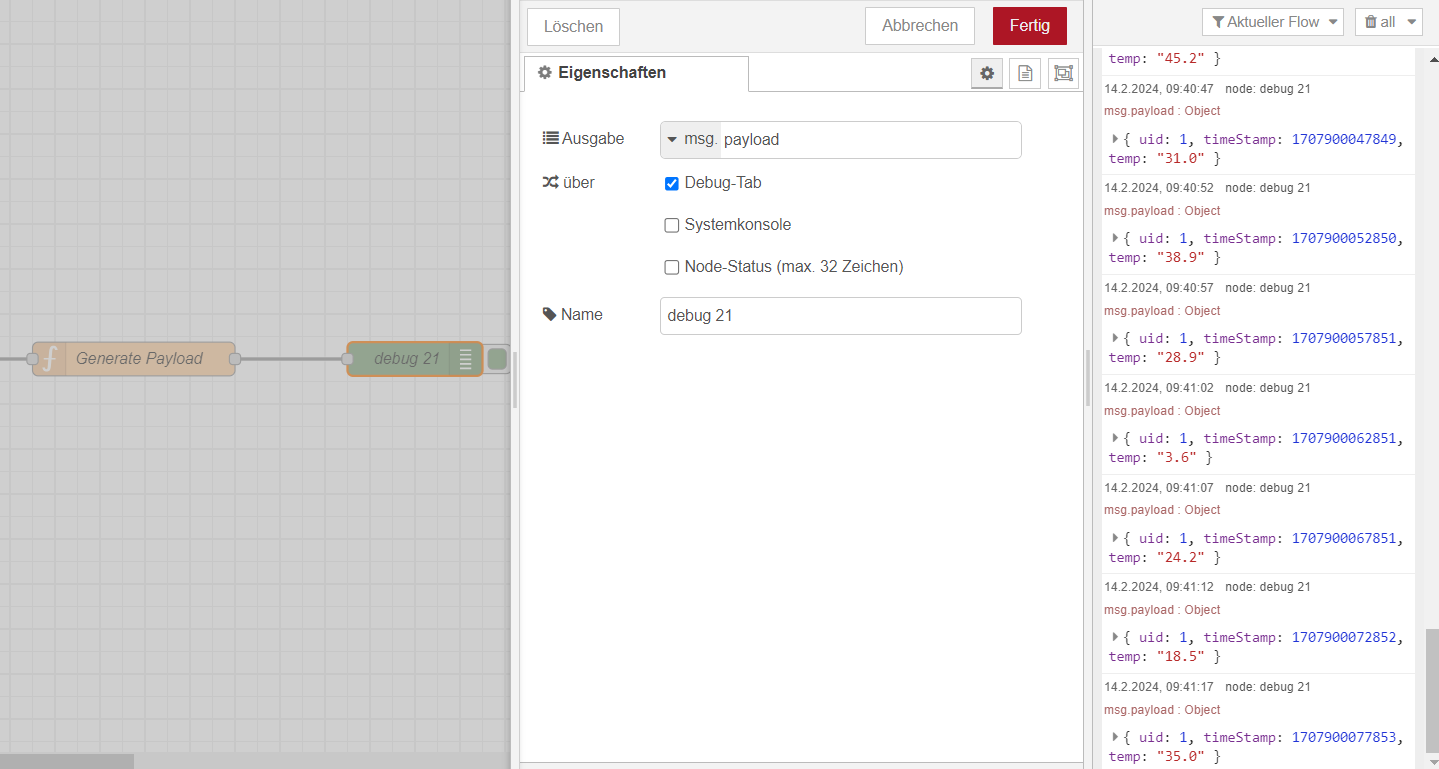 Generate Payload
debug 21
Löschen
Abbrechen
Fertig
Eigenschaften
Ausgabe
msg. payload
über
Debug-Tab
Systemkonsole
Node-Status (max. 32 Zeichen)
Name
debug 21
Aktueller Flow
all
temp: "45.2" }
14.2.2024, 09:40:47 node: debug 21
msg.payload : Object
{ uid: 1, timeStamp: 1707900047849,
temp: "31.0" }
14.2.2024, 09:40:52 node: debug 21
msg.payload : Object
{ uid: 1, timeStamp: 1707900052850,
temp: "38.9" }
14.2.2024, 09:40:57 node: debug 21
msg.payload : Object
{ uid: 1, timeStamp: 1707900057851,
temp: "28.9" }
14.2.2024, 09:41:02 node: debug 21
msg.payload : Object
{ uid: 1, timeStamp: 1707900062851,
temp: "3.6" }
14.2.2024, 09:41:07 node: debug 21
msg.payload : Object
{ uid: 1, timeStamp: 1707900067851,
temp: "24.2" }
14.2.2024, 09:41:12 node: debug 21
msg.payload : Object
{ uid: 1, timeStamp: 1707900072852,
temp: "18.5" }
14.2.2024, 09:41:17 node: debug 21
msg.payload : Object
{ uid: 1, timeStamp: 1707900077853,
temp: "35.0" }